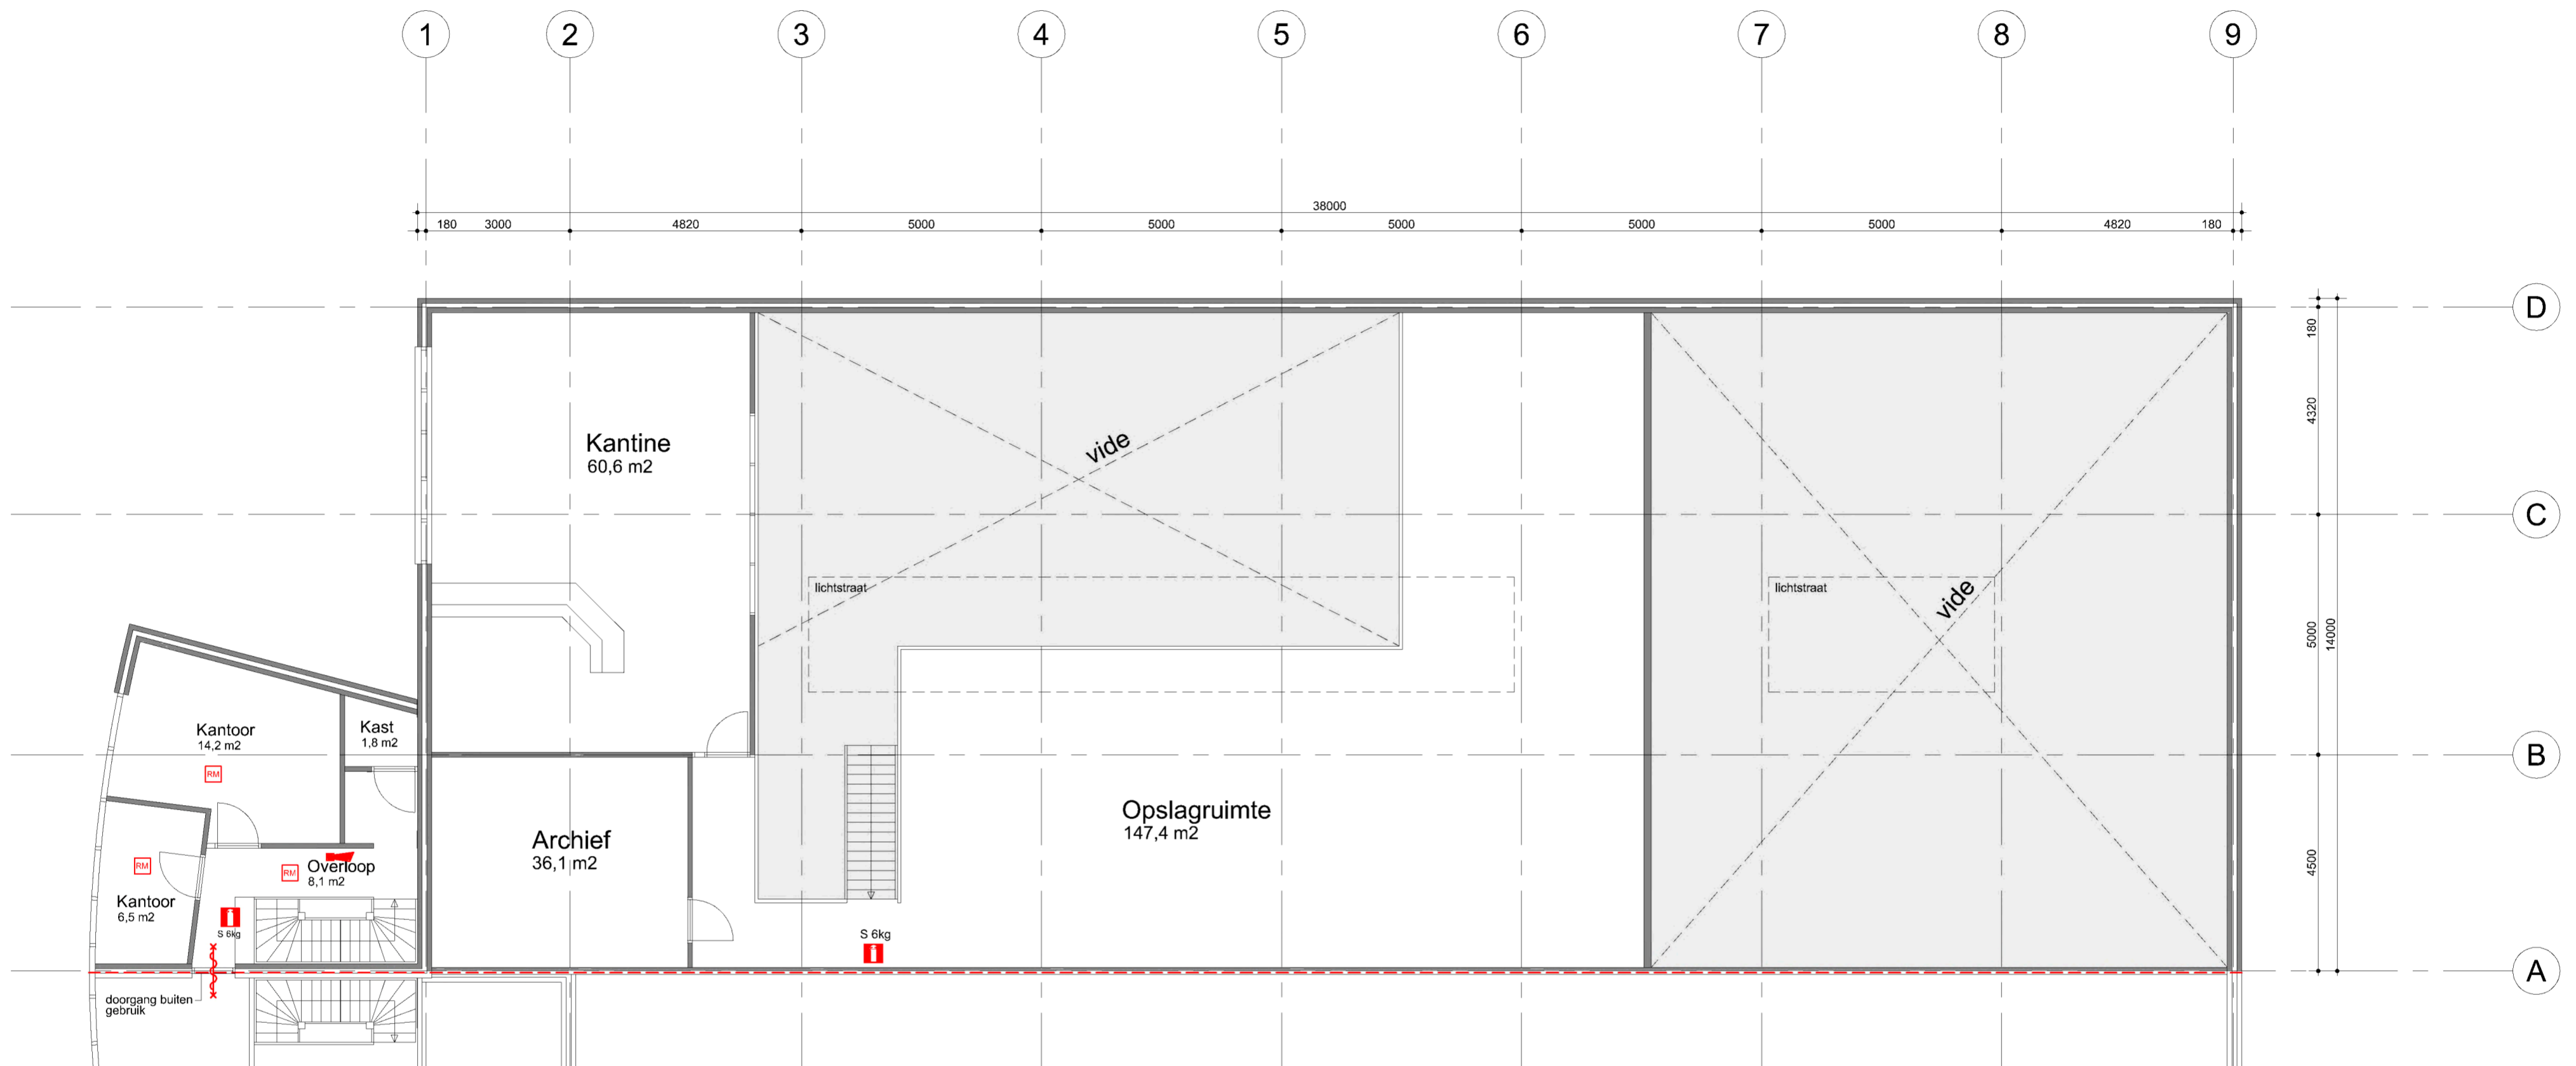 1 2 3 4 5 6 7 8 9
38000
180 3000 4820 5000 5000 5000 5000 5000 4820 180
D
180
4320
Kantine
60,6 m2
vide
C
lichtstraat
lichtstraat
vide
5000
14000
Kantoor
14,2 m2
Kast
1,8 m2
RM
B
Opslagruimte
147,4 m2
Archief
36,1 m2
4500
RM
RM
Overloop
8,1 m2
Kantoor
6,5 m2
S 6kg
S 6kg
A
doorgang buiten
gebruik